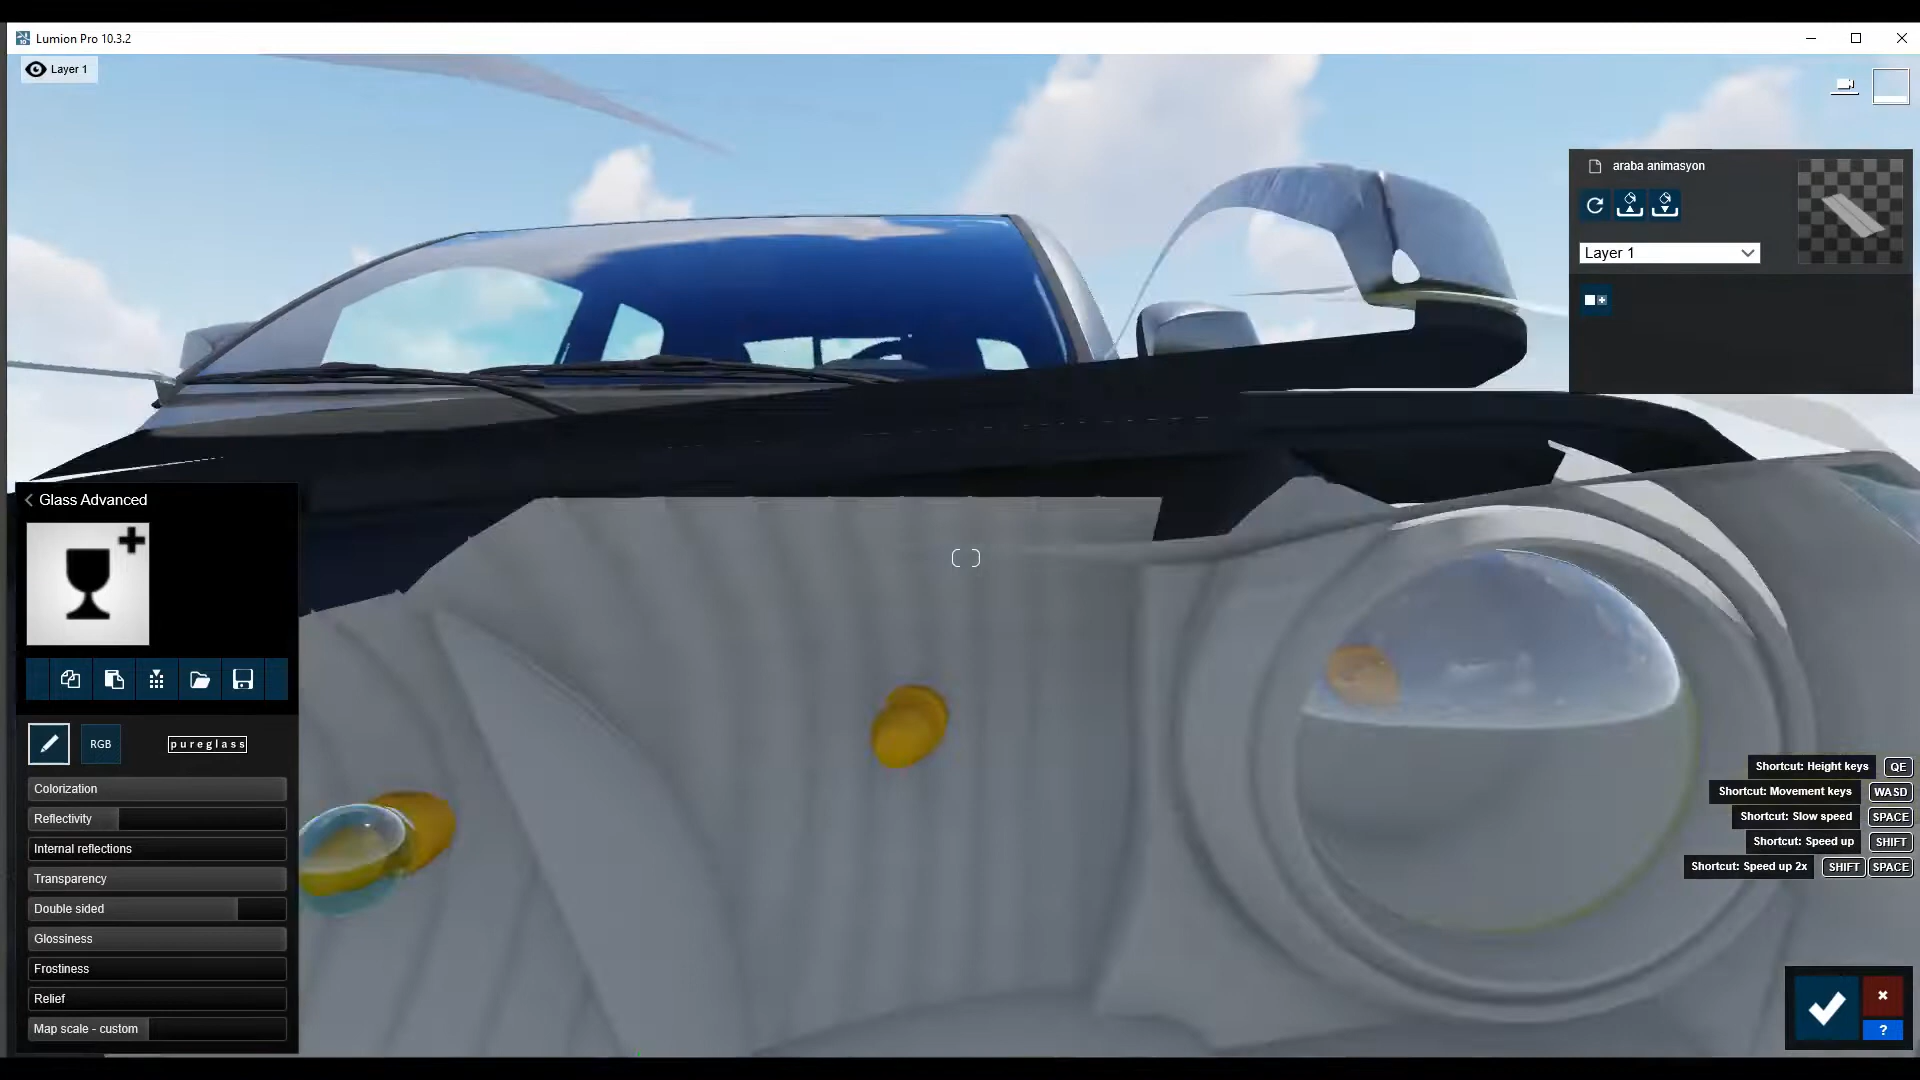 Lumion Pro 10.3.2
Layer 1
araba animasyon
Layer 1
Glass Advanced
RGB
pureglass
Colorization
Reflectivity
Internal reflections
Transparency
Double sided
Glossiness
Frostiness
Relief
Map scale - custom
Shortcut: Height keys QE
Shortcut: Movement keys WASD
Shortcut: Slow speed SPACE
Shortcut: Speed up SHIFT
Shortcut: Speed up 2x SHIFT SPACE
?